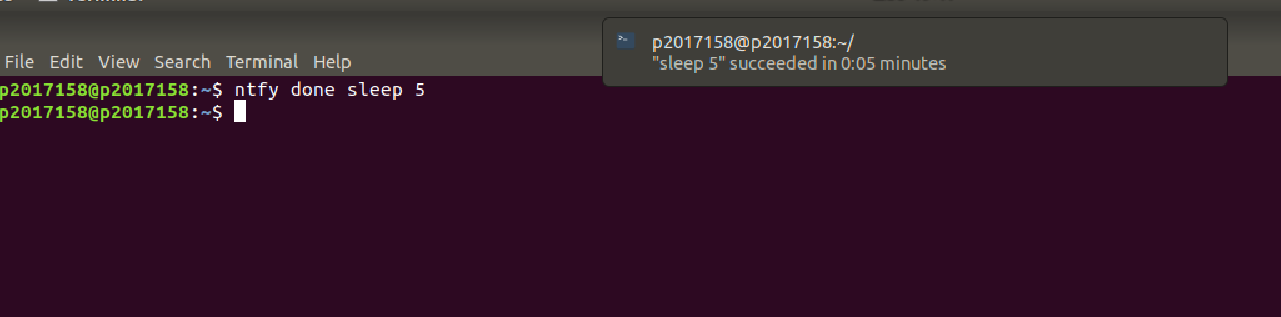 Terminal
File Edit View Search Terminal Help
p2017158@p2017158:~/
"sleep 5" succeeded in 0:05 minutes
p2017158@p2017158:~$ ntfy done sleep 5
p2017158@p2017158:~$